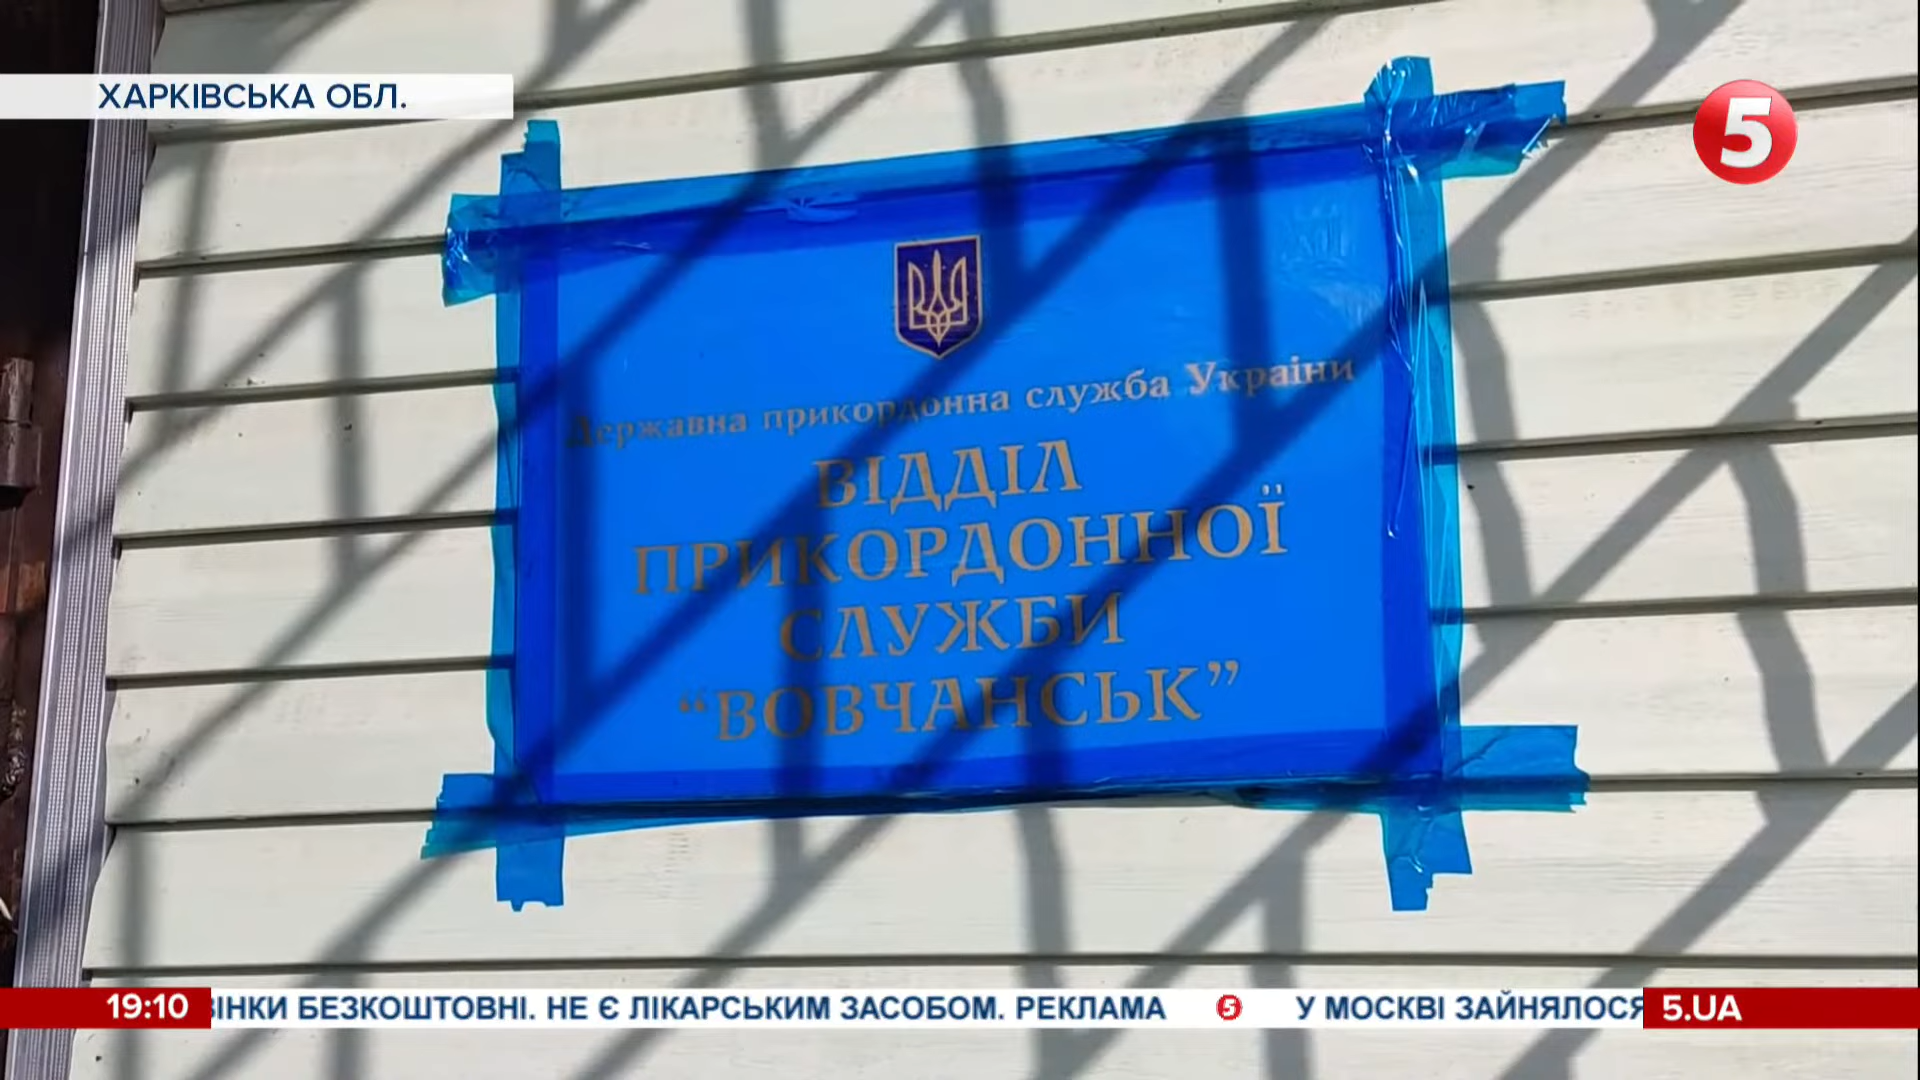 ХАРКІВСЬКА ОБЛ.
5
Державна прикордонна служба України
ВІДДІЛ
ПРИКОРДОННОЇ
СЛУЖБИ
“ВОВЧАНСЬК”
19:10 ВІНКИ БЕЗКОШТОВНІ. НЕ Є ЛІКАРСЬКИМ ЗАСОБОМ. РЕКЛАМА 5 У МОСКВІ ЗАЙНЯЛОСЯ 5.UA